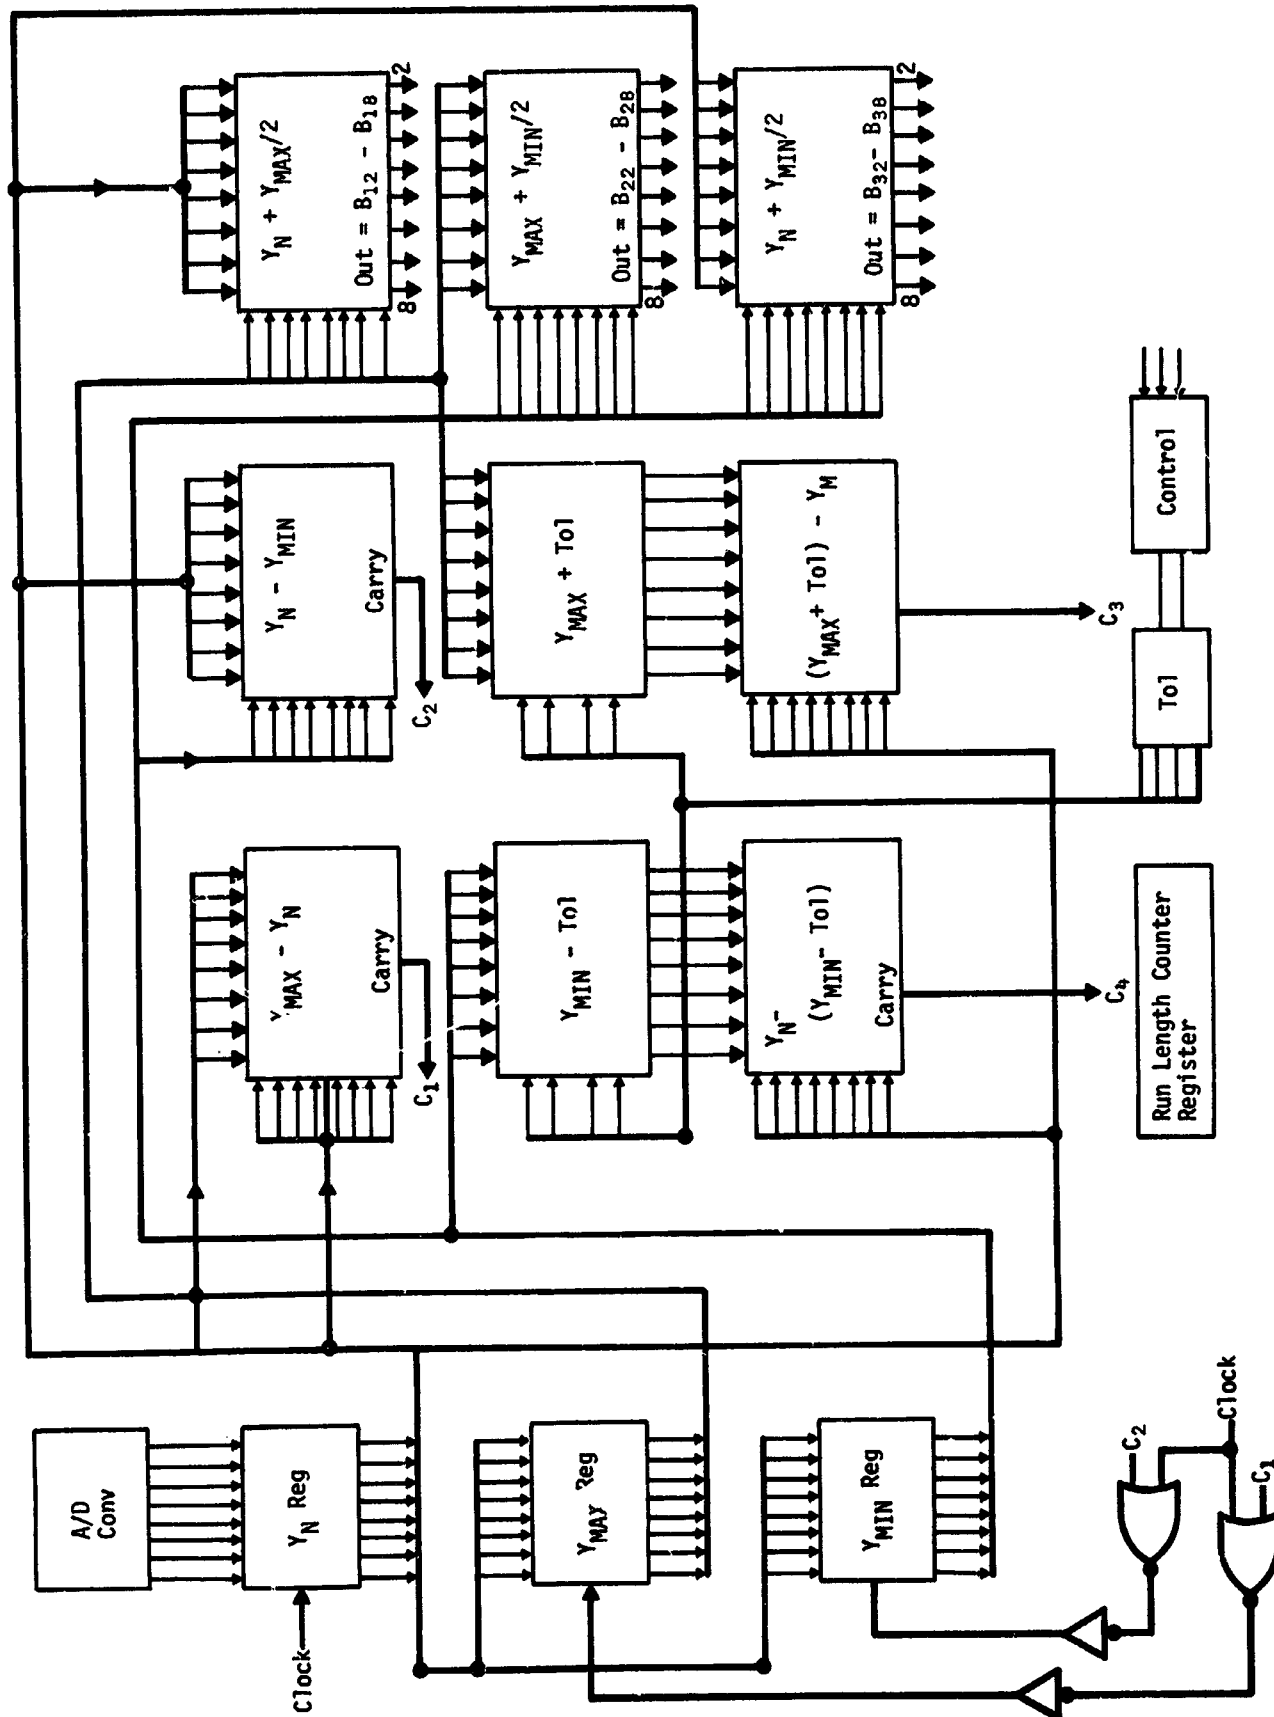 A/D
Conv
Y_N Reg
Clock
Y_MAX Reg
Y_MIN Reg
C_2
Clock
C_1
Y_MAX - Y_N
Carry
C_1
Y_MIN - Tol
Y_N-
(Y_MIN- Tol)
Carry
C_4
Run Length Counter
Register
Y_N - Y_MIN
Carry
C_2
Y_MAX + Tol
(Y_MAX+ Tol) - Y_M
C_3
Tol
Control
Y_N + Y_MAX/2
Out = B_12 - B_18
8
2
Y_MAX + Y_MIN/2
Out = B_22 - B_28
8
Y_N + Y_MIN/2
Out = B_32- B_38
8
2